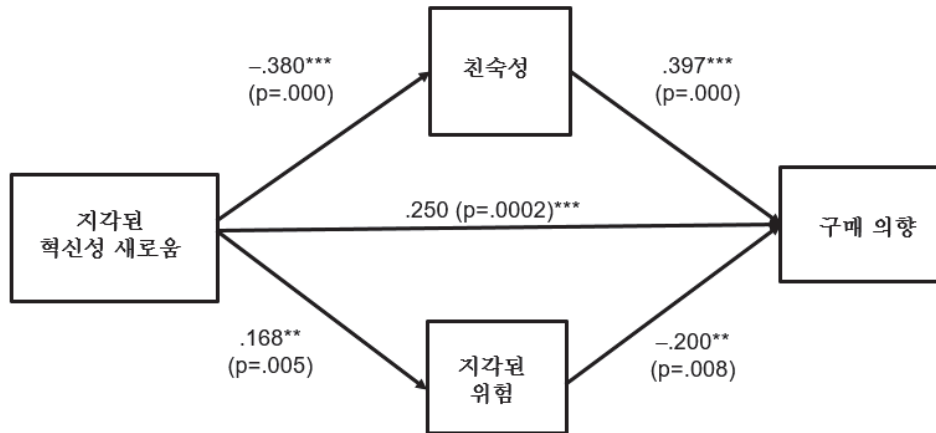 –.380***
(p=.000)
친숙성
.397***
(p=.000)
지각된
혁신성 새로움
.250 (p=.0002)***
구매 의향
.168**
(p=.005)
지각된
위험
–.200**
(p=.008)